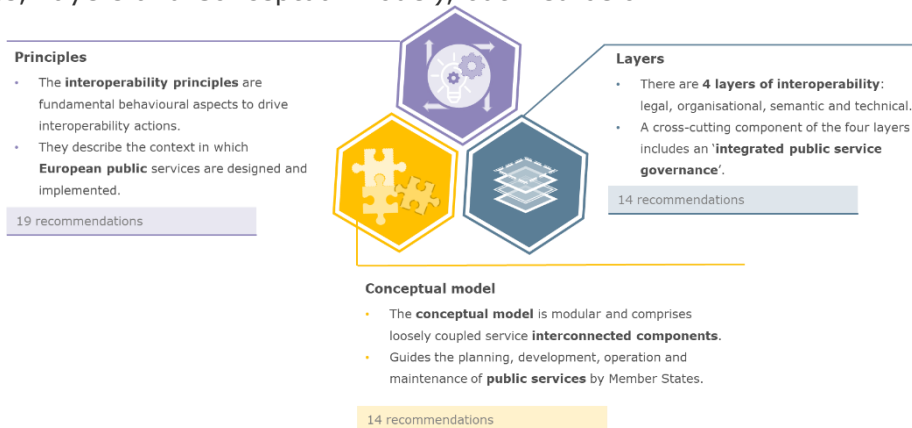 Principles
• The interoperability principles are
fundamental behavioural aspects to drive
interoperability actions.
• They describe the context in which
European public services are designed and
implemented.
19 recommendations
Layers
• There are 4 layers of interoperability:
legal, organisational, semantic and technical.
• A cross-cutting component of the four layers
includes an ‘integrated public service
governance’.
14 recommendations
Conceptual model
• The conceptual model is modular and comprises
loosely coupled service interconnected components.
• Guides the planning, development, operation and
maintenance of public services by Member States.
14 recommendations